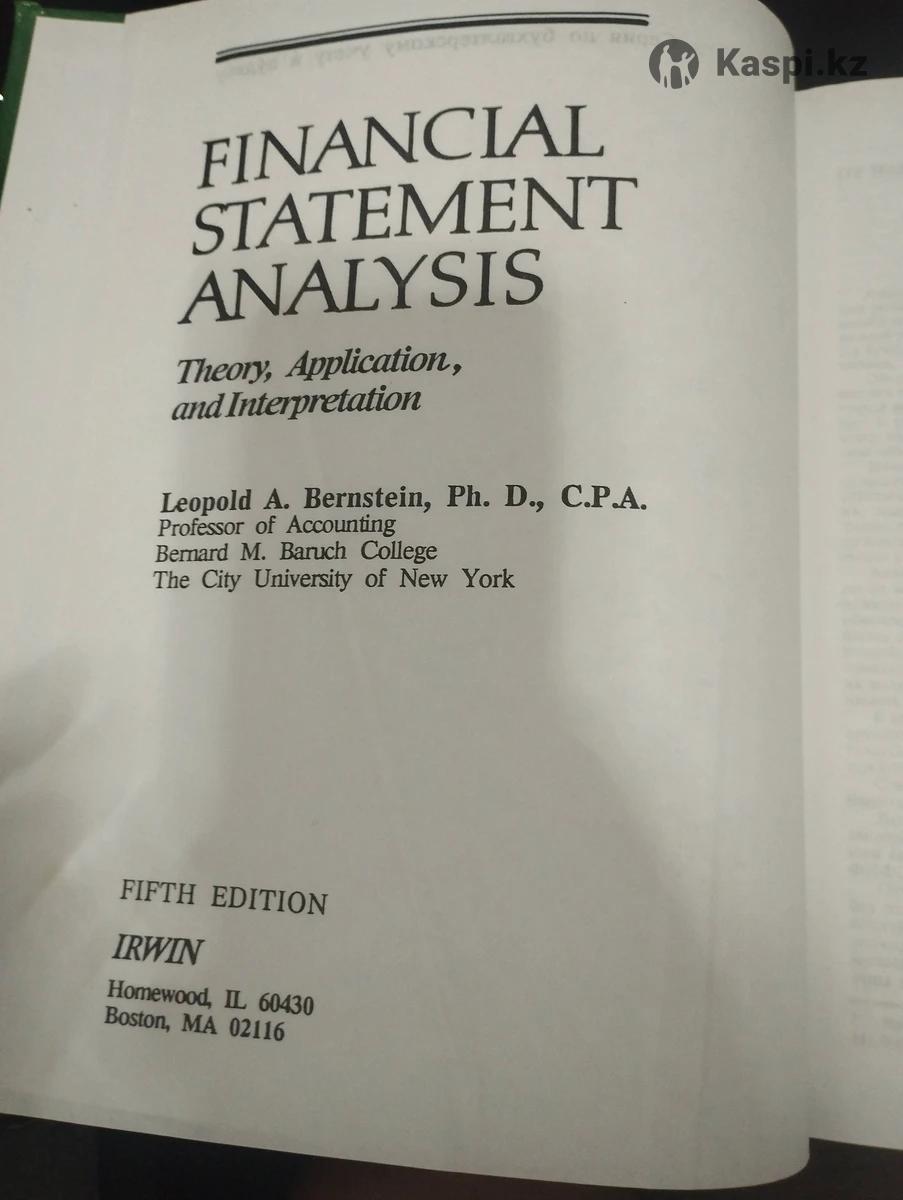 Kaspi.kz
FINANCIAL
STATEMENT
ANALYSIS
Theory, Application,
and Interpretation
Leopold A. Bernstein, Ph. D., C.P.A.
Professor of Accounting
Bernard M. Baruch College
The City University of New York
FIFTH EDITION
IRWIN
Homewood, IL 60430
Boston, MA 02116